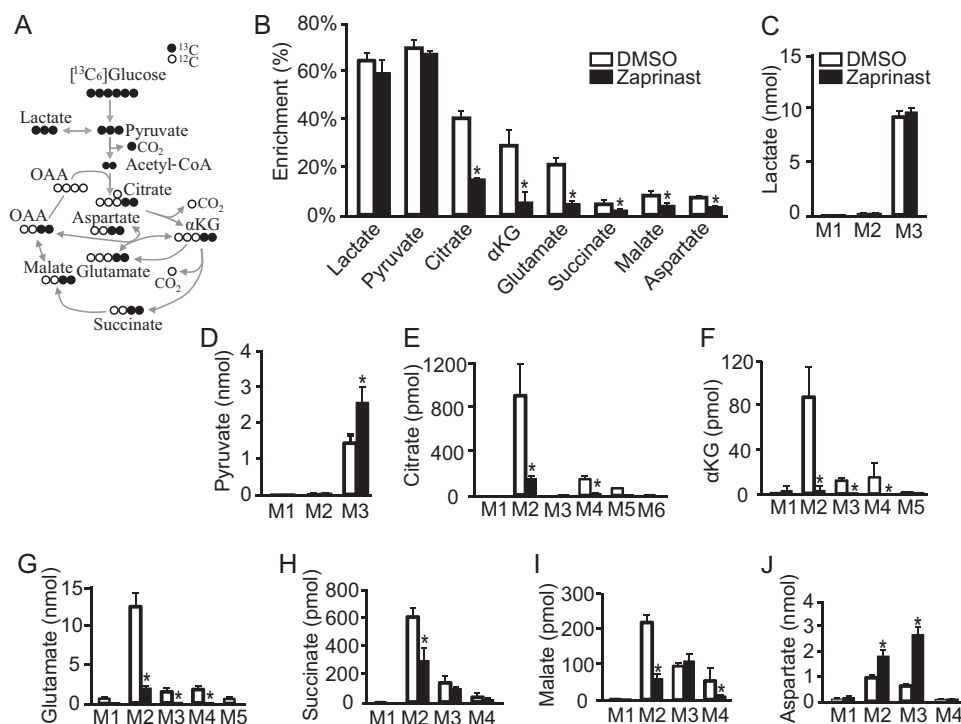 A
¹³C
¹²C
[¹³C₆]Glucose
Lactate
Pyruvate
CO₂
Acetyl-CoA
OAA
Citrate
CO₂
OAA
Aspartate
αKG
Malate
Glutamate
CO₂
Succinate
B
Enrichment (%)
80%
60%
40%
20%
0%
DMSO
Zaprinast
* * * * * *
Lactate
Pyruvate
Citrate
αKG
Glutamate
Succinate
Malate
Aspartate
C
Lactate (nmol)
15
10
5
0
DMSO
Zaprinast
M1 M2 M3
D
Pyruvate (nmol)
4
3
2
1
0
*
M1 M2 M3
E
Citrate (pmol)
1200
800
400
0
* *
M1 M2 M3 M4 M5 M6
F
αKG (pmol)
120
80
40
0
* * *
M1 M2 M3 M4 M5
G
Glutamate (nmol)
15
10
5
0
* * *
M1 M2 M3 M4 M5
H
Succinate (pmol)
800
600
400
200
0
*
M1 M2 M3 M4
I
Malate (pmol)
300
200
100
0
* *
M1 M2 M3 M4
J
Aspartate (nmol)
4
3
2
1
0
* *
M1 M2 M3 M4